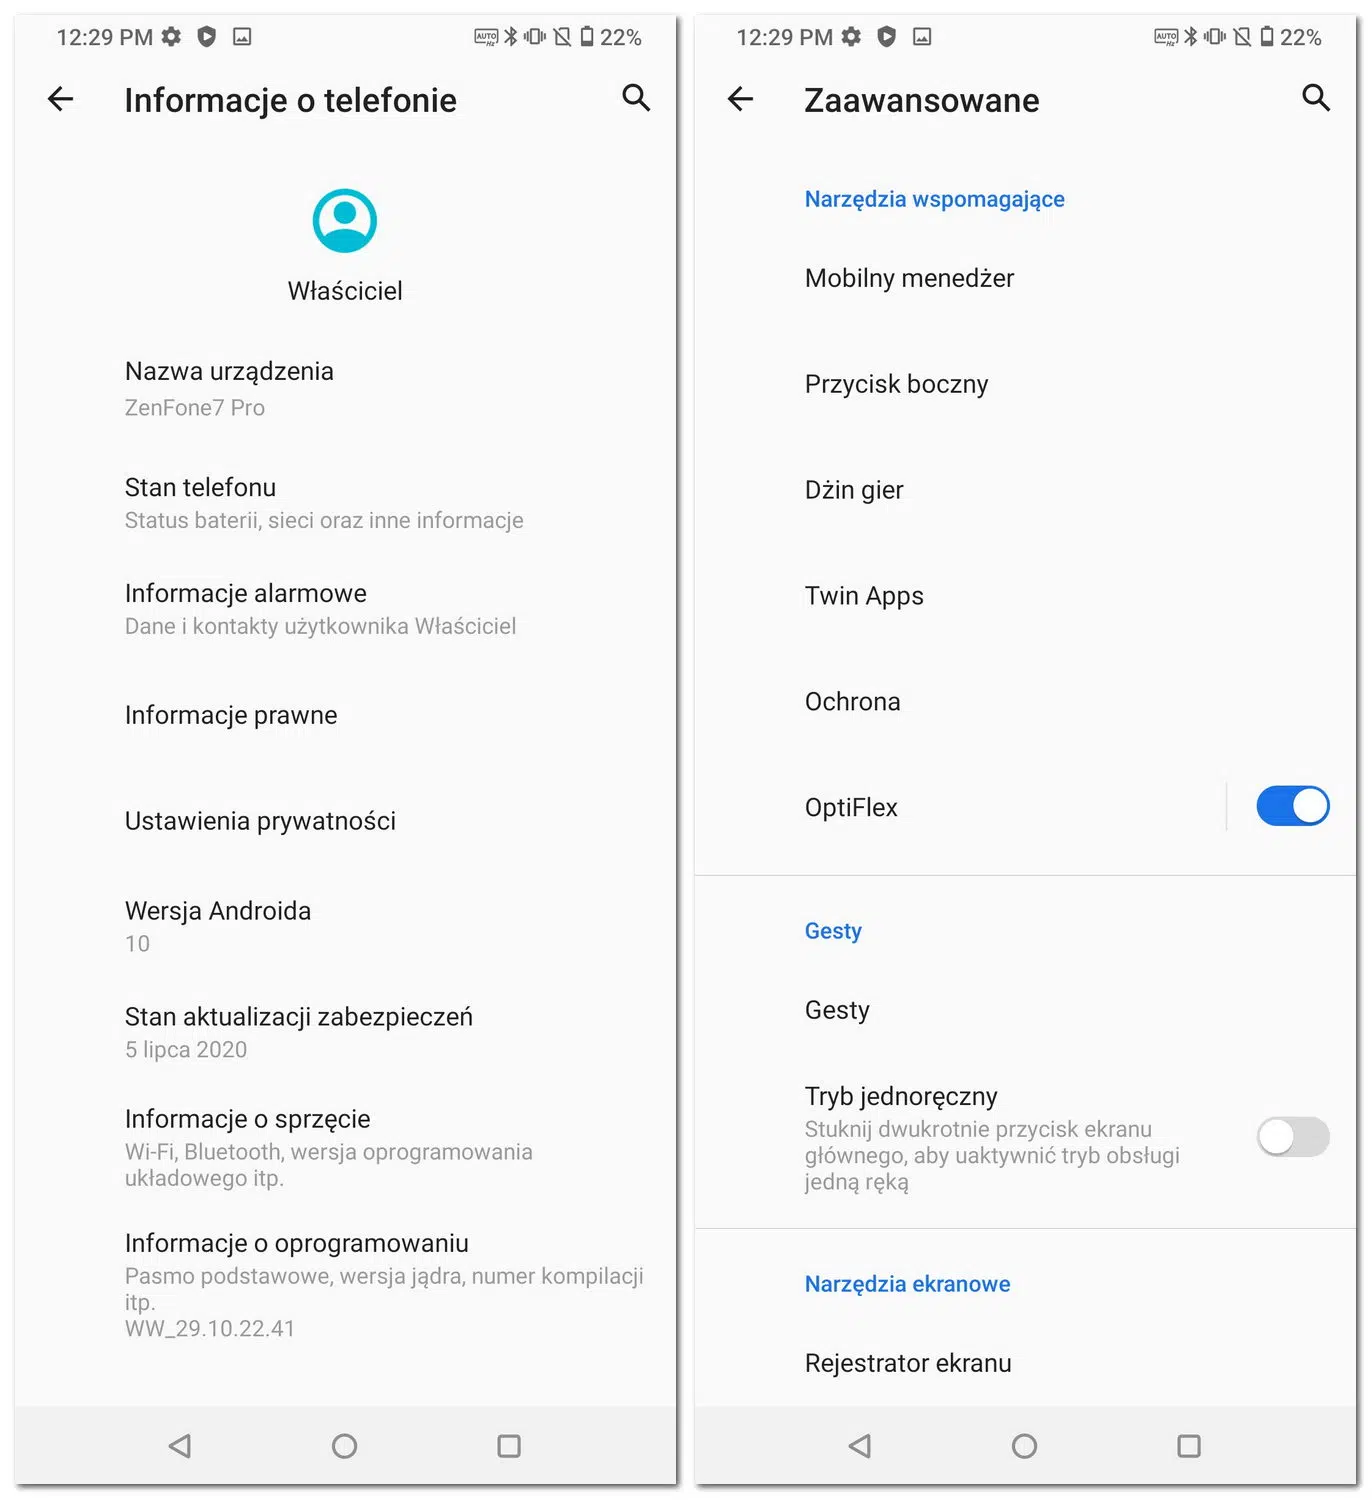 12:29 PM
AUTO
Hz
22%
Informacje o telefonie
Właściciel
Nazwa urządzenia
ZenFone7 Pro
Stan telefonu
Status baterii, sieci oraz inne informacje
Informacje alarmowe
Dane i kontakty użytkownika Właściciel
Informacje prawne
Ustawienia prywatności
Wersja Androida
10
Stan aktualizacji zabezpieczeń
5 lipca 2020
Informacje o sprzęcie
Wi-Fi, Bluetooth, wersja oprogramowania
układowego itp.
Informacje o oprogramowaniu
Pasmo podstawowe, wersja jądra, numer kompilacji
itp.
WW_29.10.22.41
12:29 PM
AUTO
Hz
22%
Zaawansowane
Narzędzia wspomagające
Mobilny menedżer
Przycisk boczny
Dżin gier
Twin Apps
Ochrona
OptiFlex
Gesty
Gesty
Tryb jednoręczny
Stuknij dwukrotnie przycisk ekranu
głównego, aby uaktywnić tryb obsługi
jedną ręką
Narzędzia ekranowe
Rejestrator ekranu